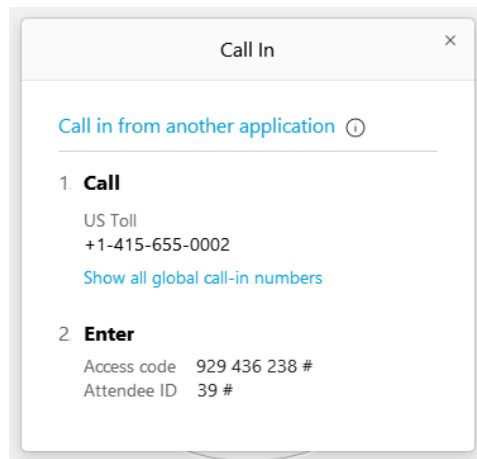 Call In
×
Call in from another application
1. Call
US Toll
+1-415-655-0002
Show all global call-in numbers
2. Enter
Access code 929 436 238 #
Attendee ID 39 #